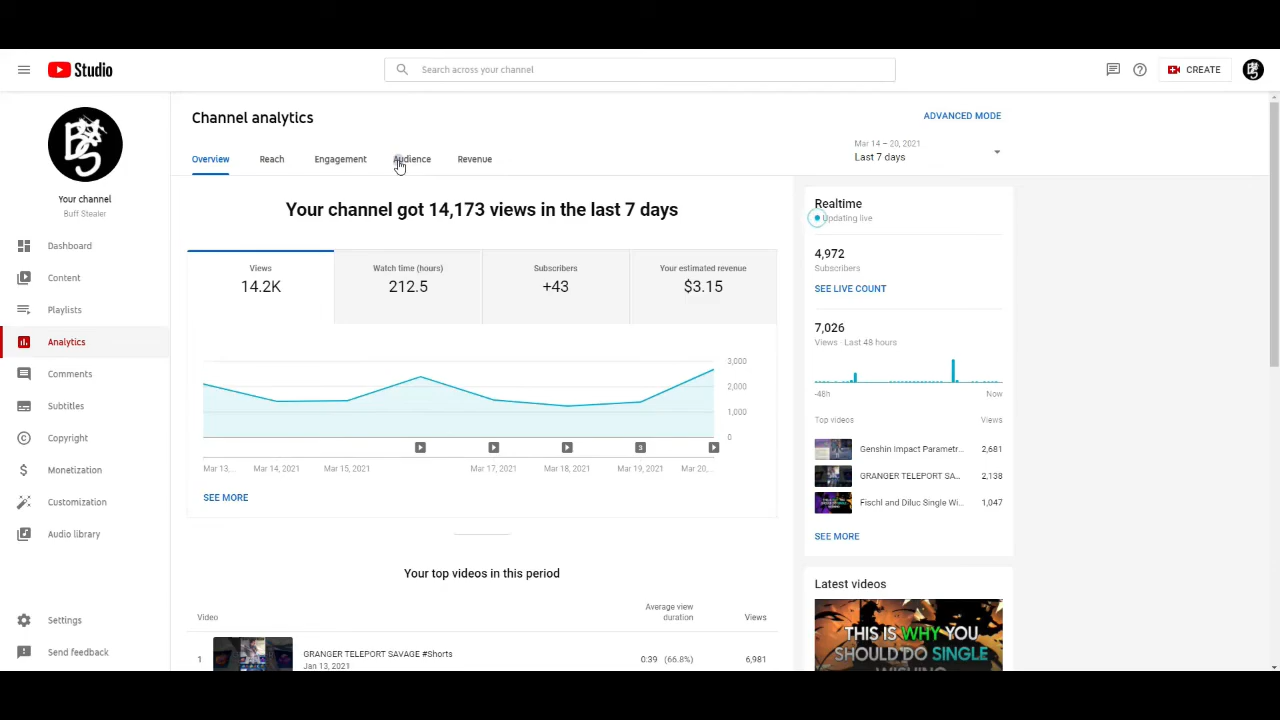 Studio
Search across your channel
CREATE
Channel analytics
ADVANCED MODE
Overview
Reach
Engagement
Audience
Revenue
Mar 14 – 20, 2021
Last 7 days
Your channel
Buff Stealer
Dashboard
Content
Playlists
Analytics
Comments
Subtitles
Copyright
Monetization
Customization
Audio library
Settings
Send feedback
Your channel got 14,173 views in the last 7 days
Views
14.2K
Watch time (hours)
212.5
Subscribers
+43
Your estimated revenue
$3.15
3,000
2,000
1,000
0
Mar 13,...
Mar 14, 2021
Mar 15, 2021
Mar 17, 2021
Mar 18, 2021
Mar 19, 2021
Mar 20,...
SEE MORE
Your top videos in this period
Video
Average view
duration
Views
1
GRANGER TELEPORT SAVAGE #Shorts
Jan 13, 2021
0:39 (66.8%)
6,981
Realtime
Updating live
4,972
Subscribers
SEE LIVE COUNT
7,026
Views · Last 48 hours
-48h
Now
Top videos
Views
Genshin Impact Parametr...
2,681
GRANGER TELEPORT SA...
2,138
Fischl and Diluc Single Wi...
1,047
SEE MORE
Latest videos
THIS IS WHY YOU
SHOULD DO SINGLE
WISHING